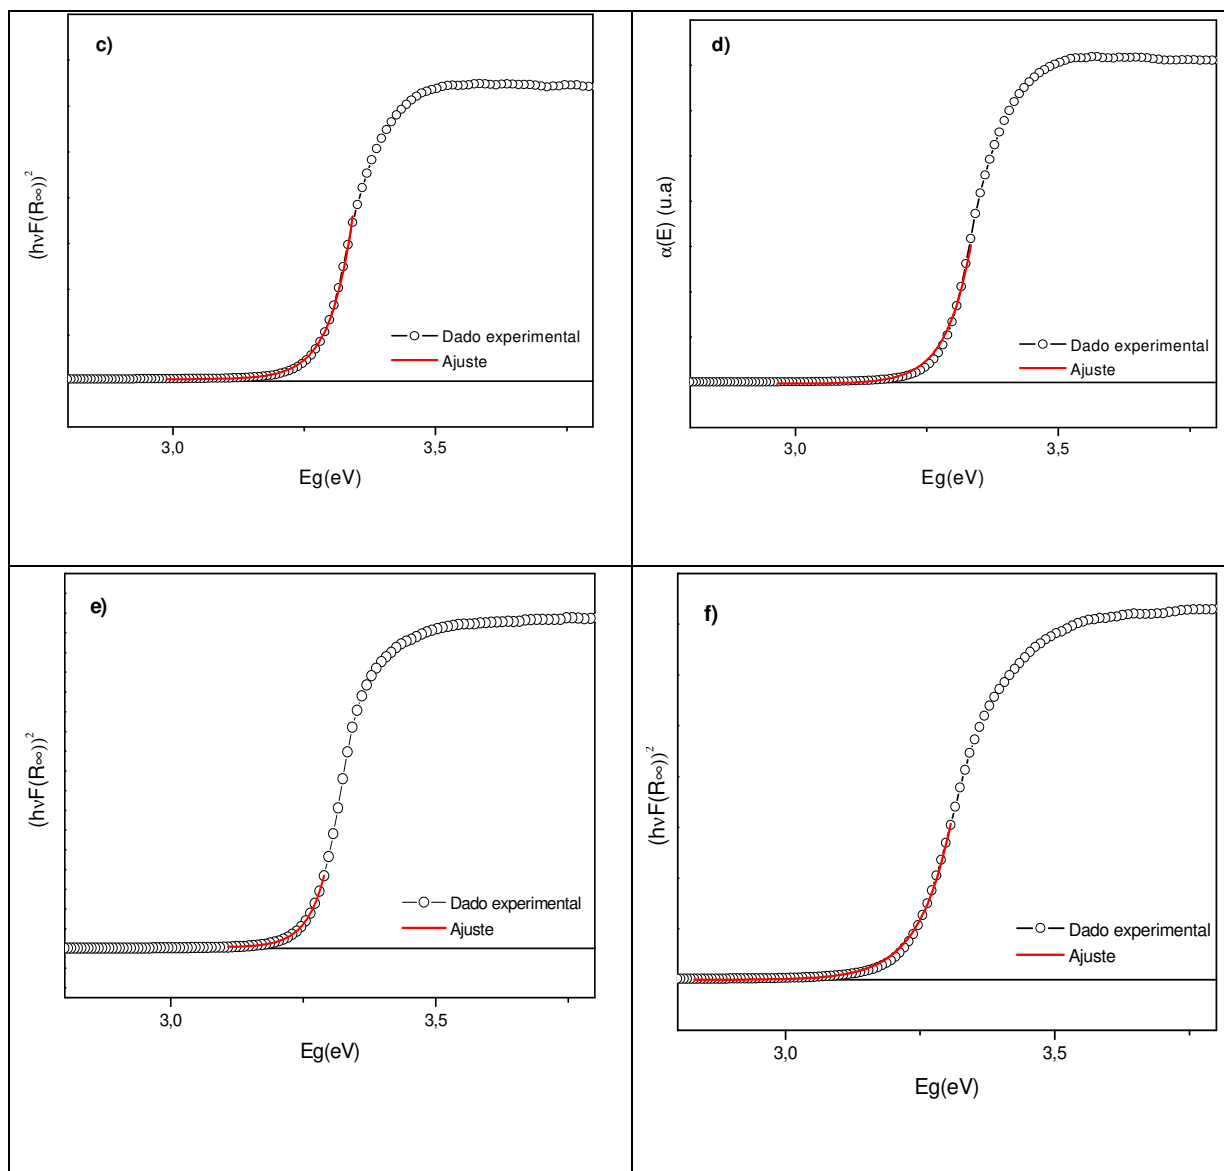 c)
(hνF(R∞))²
Dado experimental
Ajuste
3,0 3,5
Eg(eV)
d)
α(E) (u.a)
Dado experimental
Ajuste
3,0 3,5
Eg(eV)
e)
(hνF(R∞))²
Dado experimental
Ajuste
3,0 3,5
Eg(eV)
f)
(hνF(R∞))²
Dado experimental
Ajuste
3,0 3,5
Eg(eV)